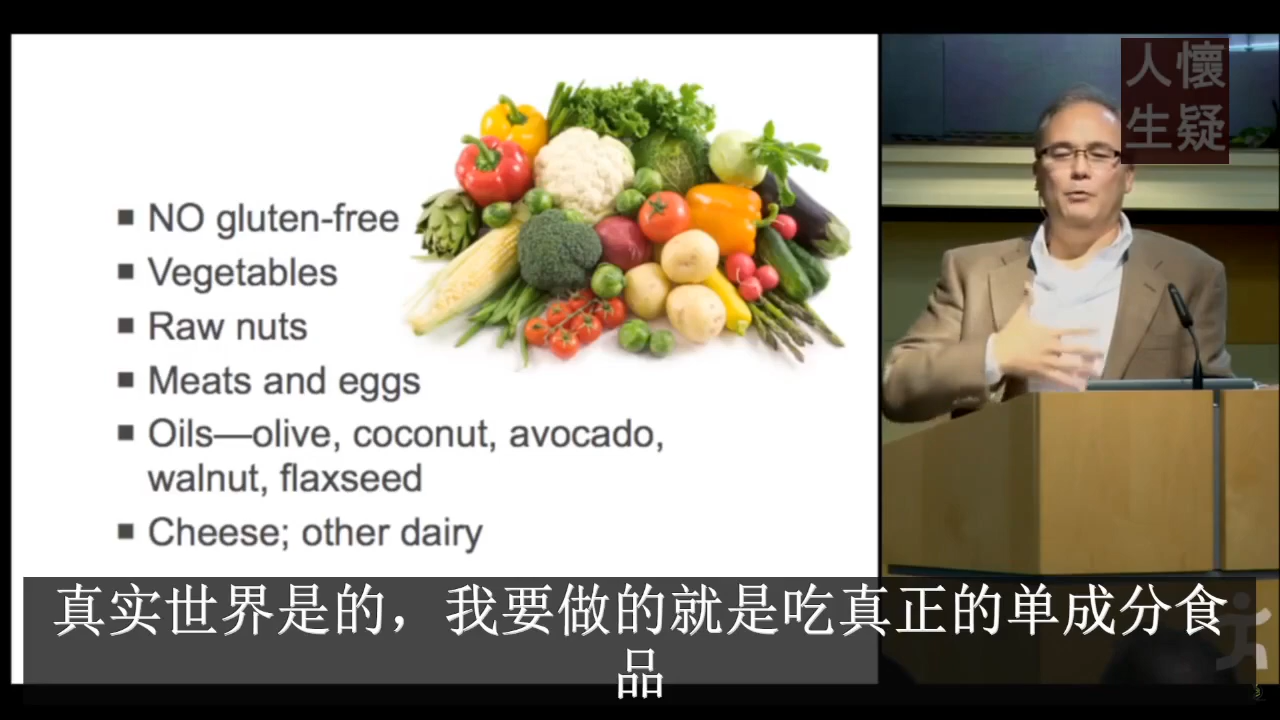 人懷
生疑
■ NO gluten-free
■ Vegetables
■ Raw nuts
■ Meats and eggs
■ Oils—olive, coconut, avocado,
walnut, flaxseed
■ Cheese; other dairy
真实世界是的，我要做的就是吃真正的单成分食
品